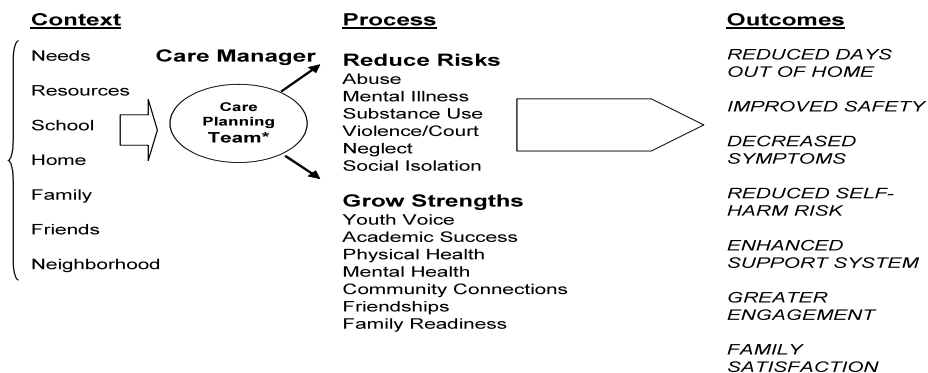 Context
Needs
Resources
School
Home
Family
Friends
Neighborhood
Care Manager
Care
Planning
Team*
Process
Reduce Risks
Abuse
Mental Illness
Substance Use
Violence/Court
Neglect
Social Isolation
Grow Strengths
Youth Voice
Academic Success
Physical Health
Mental Health
Community Connections
Friendships
Family Readiness
Outcomes
REDUCED DAYS
OUT OF HOME
IMPROVED SAFETY
DECREASED
SYMPTOMS
REDUCED SELF-
HARM RISK
ENHANCED
SUPPORT SYSTEM
GREATER
ENGAGEMENT
FAMILY
SATISFACTION